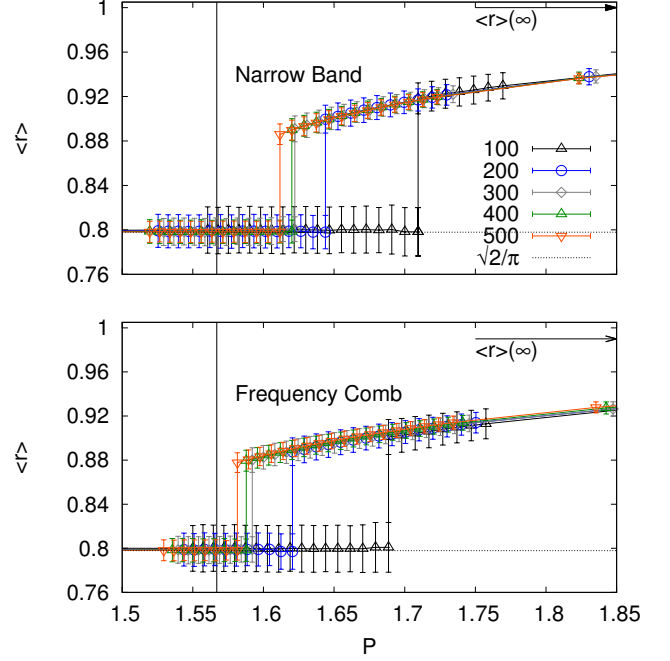 <r>
1
0.96
0.92
0.88
0.84
0.8
0.76
<r>(∞)
Narrow Band
100
200
300
400
500
√2/π
<r>
1
0.96
0.92
0.88
0.84
0.8
0.76
<r>(∞)
Frequency Comb
1.5 1.55 1.6 1.65 1.7 1.75 1.8 1.85
P